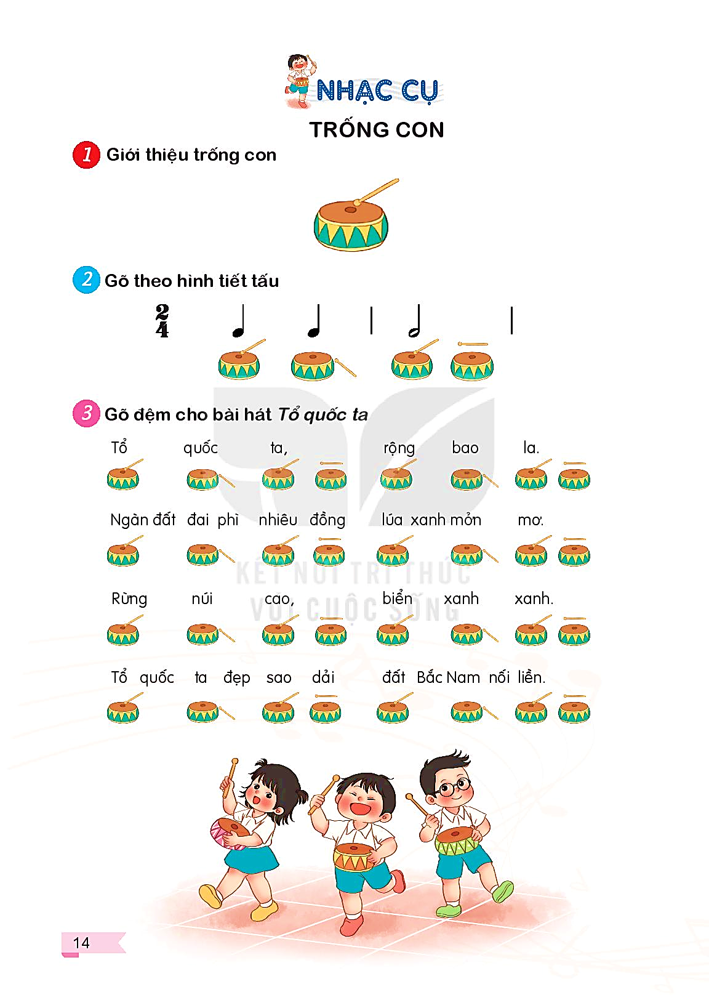 NHẠC CỤ
TRỐNG CON
1 Giới thiệu trống con
2 Gõ theo hình tiết tấu
2
4
3 Gõ đệm cho bài hát Tổ quốc ta
Tổ quốc ta, rộng bao la.
Ngàn đất đai phì nhiêu đồng lúa xanh mởn mơ.
KẾT NỐI TRI THỨC
Rừng núi cao, biển xanh xanh.
VỚI CUỘC SỐNG
Tổ quốc ta đẹp sao dải đất Bắc Nam nối liền.
14